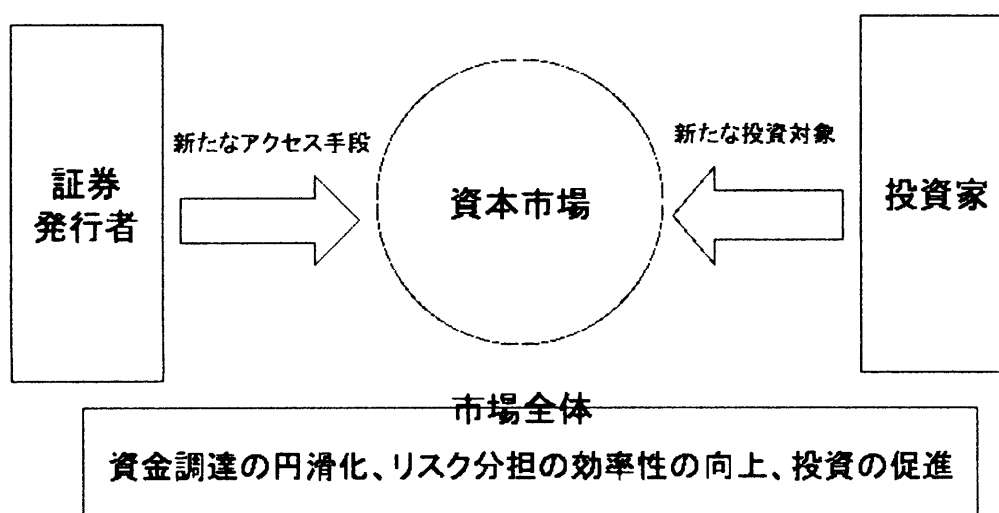 新たなアクセス手段
新たな投資対象
証券
発行者
資本市場
投資家
市場全体
資金調達の円滑化、リスク分担の効率性の向上、投資の促進